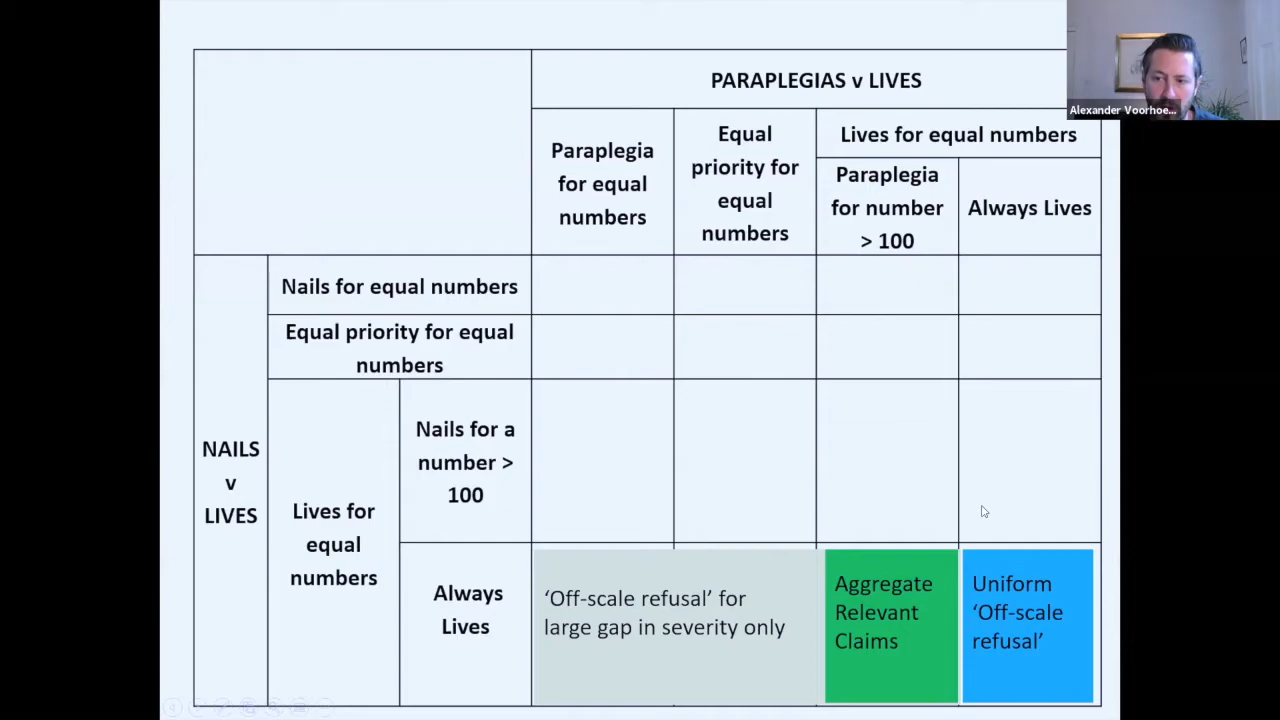 PARAPLEGIAS v LIVES
Alexander Voorhoe...
Paraplegia
for equal
numbers
Equal
priority for
equal
numbers
Lives for equal numbers
Paraplegia
for number
> 100
Always Lives
NAILS
v
LIVES
Nails for equal numbers
Equal priority for equal
numbers
Lives for
equal
numbers
Nails for a
number >
100
Always
Lives
‘Off-scale refusal’ for
large gap in severity only
Aggregate
Relevant
Claims
Uniform
‘Off-scale
refusal’